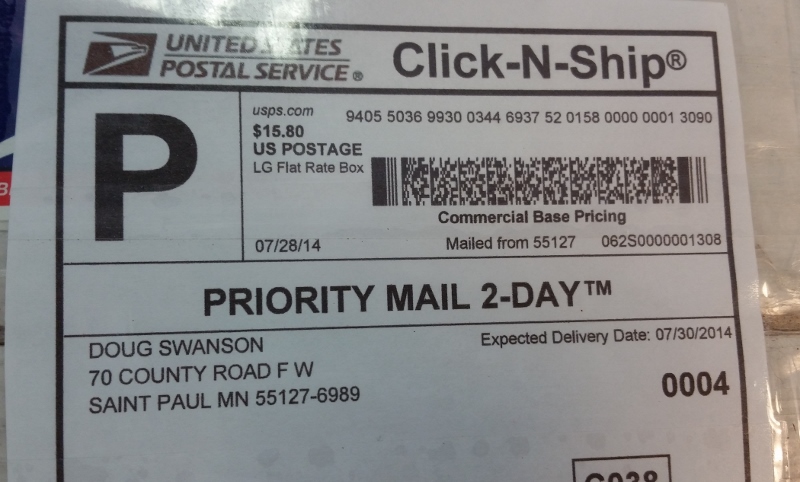 UNITED STATES
POSTAL SERVICE®
Click-N-Ship®
P
usps.com
$15.80
US POSTAGE
LG Flat Rate Box
9405 5036 9930 0344 6937 52 0158 0000 0001 3090
Commercial Base Pricing
07/28/14
Mailed from 55127
062S0000001308
PRIORITY MAIL 2-DAY™
DOUG SWANSON
70 COUNTY ROAD F W
SAINT PAUL MN 55127-6989
Expected Delivery Date: 07/30/2014
0004
C038